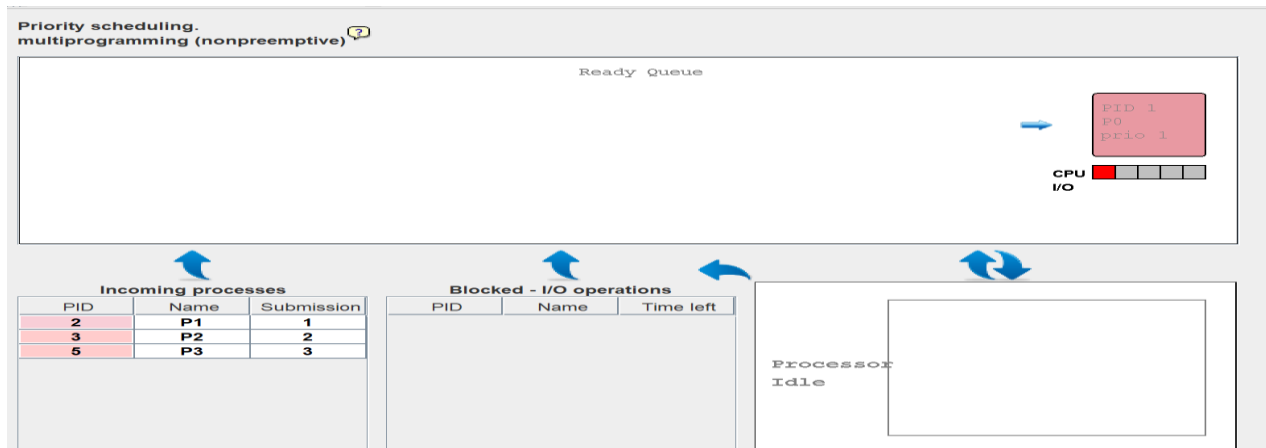 Priority scheduling.
multiprogramming (nonpreemptive) ?
Ready Queue
PID 1
P0
prio 1
CPU
I/O
Incoming processes
PID Name Submission
2 P1 1
3 P2 2
5 P3 3
Blocked - I/O operations
PID Name Time left
Processor
Idle